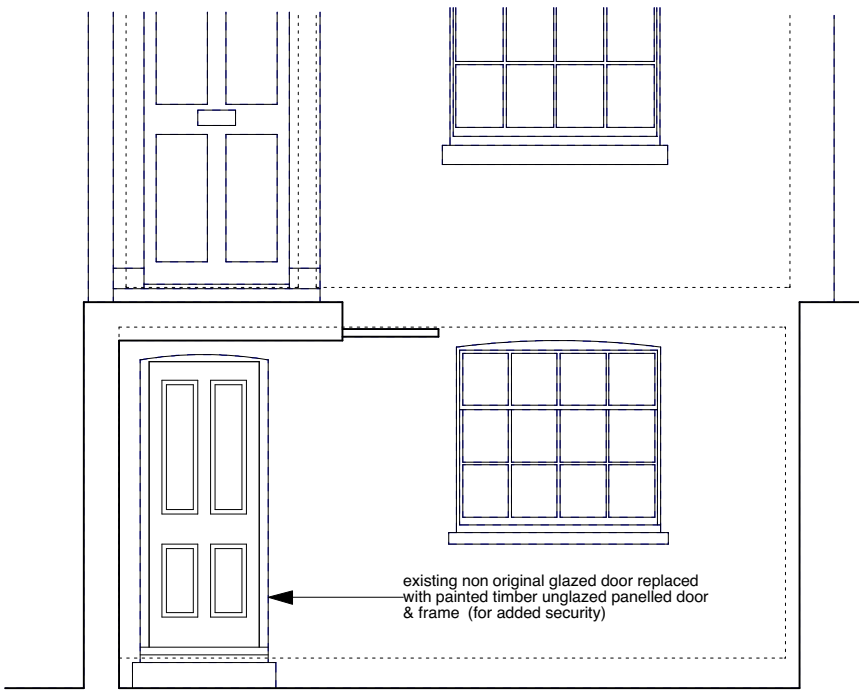 existing non original glazed door replaced
with painted timber unglazed panelled door
& frame (for added security)